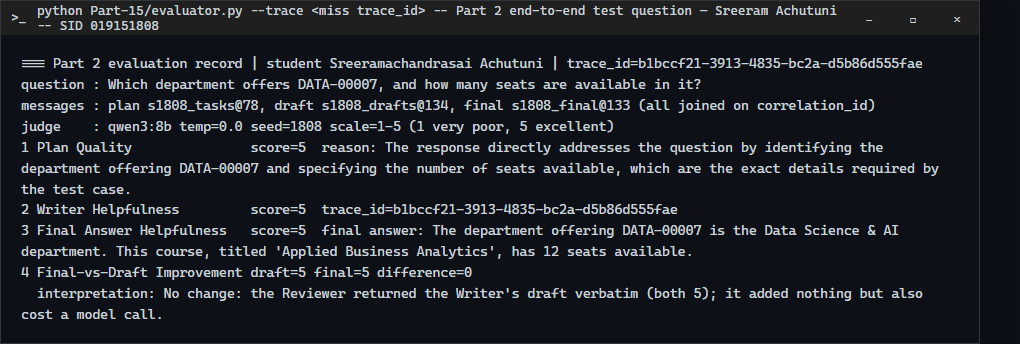 >_ python Part-15/evaluator.py --trace <miss trace_id> -- Part 2 end-to-end test question — Sreeram Achutuni
-- SID 019151808
=== Part 2 evaluation record | student Sreeramachandrasai Achutuni | trace_id=b1bccf21-3913-4835-bc2a-d5b86d555fae
question : Which department offers DATA-00007, and how many seats are available in it?
messages : plan s1808_tasks@78, draft s1808_drafts@134, final s1808_final@133 (all joined on correlation_id)
judge    : qwen3:8b temp=0.0 seed=1808 scale=1-5 (1 very poor, 5 excellent)
1 Plan Quality               score=5  reason: The response directly addresses the question by identifying the
department offering DATA-00007 and specifying the number of seats available, which are the exact details required by
the test case.
2 Writer Helpfulness         score=5  trace_id=b1bccf21-3913-4835-bc2a-d5b86d555fae
3 Final Answer Helpfulness   score=5  final answer: The department offering DATA-00007 is the Data Science & AI
department. This course, titled 'Applied Business Analytics', has 12 seats available.
4 Final-vs-Draft Improvement draft=5 final=5 difference=0
  interpretation: No change: the Reviewer returned the Writer's draft verbatim (both 5); it added nothing but also
cost a model call.